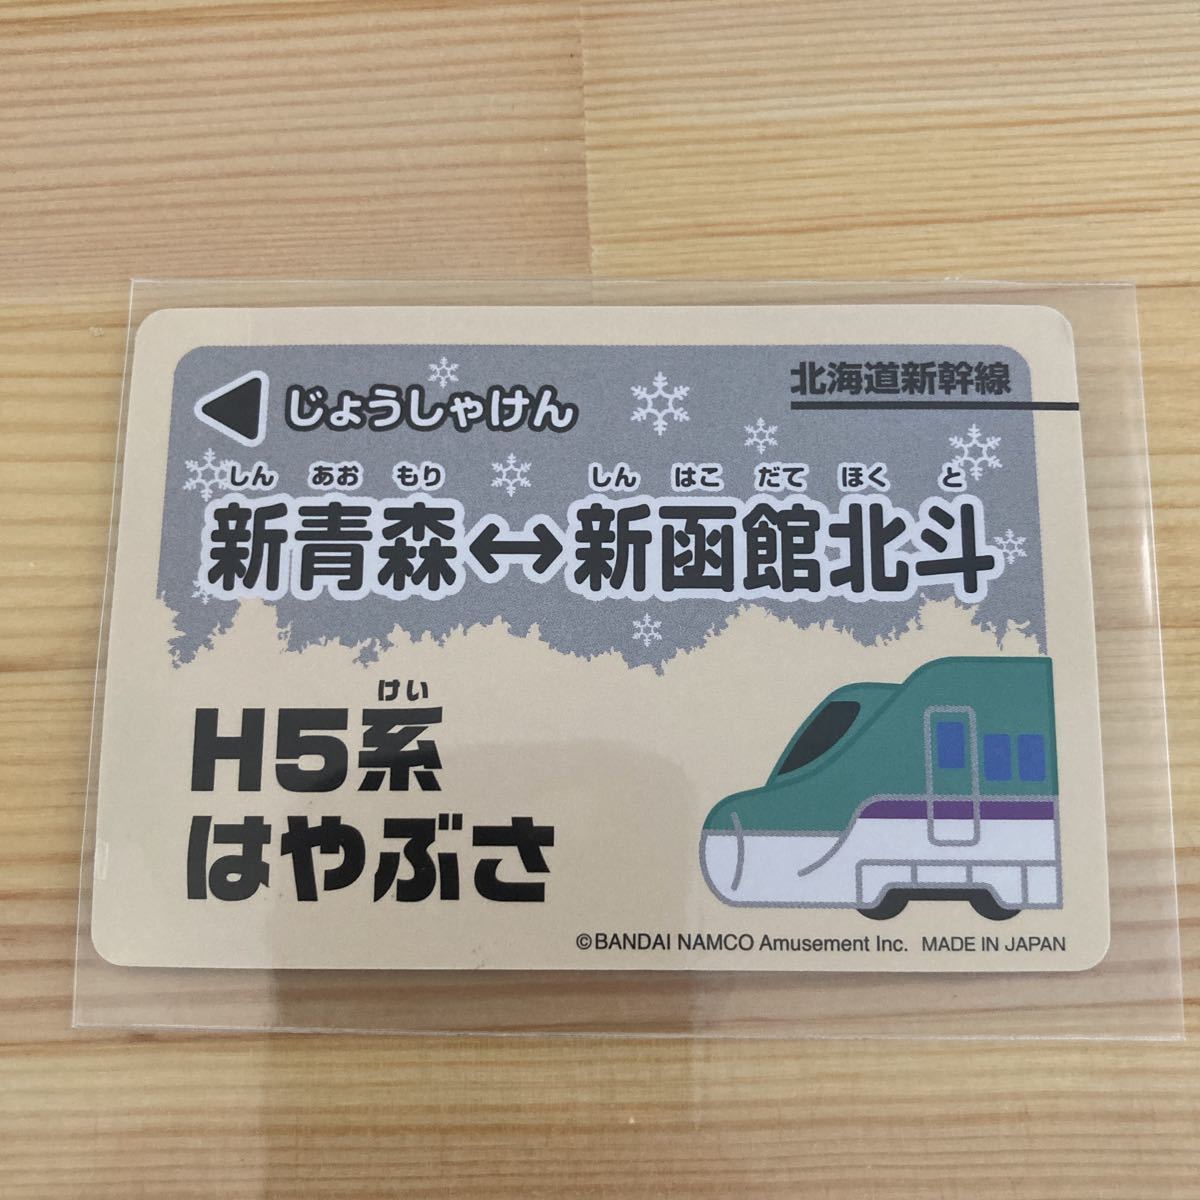 北海道新幹線
じょうしゃけん
しん あお もり しん はこ だて ほく と
新青森↔新函館北斗
けい
H5系
はやぶさ
©BANDAI NAMCO Amusement Inc. MADE IN JAPAN